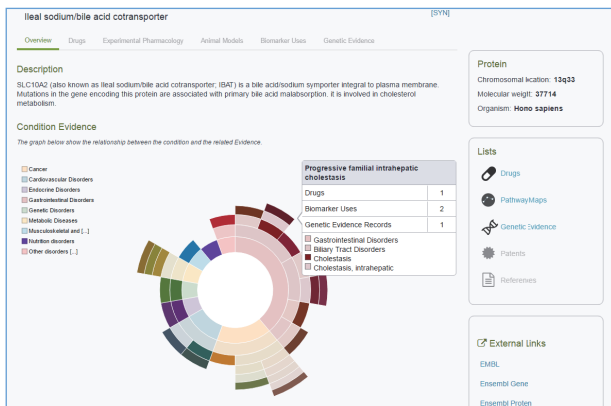 Ileal sodium/bile acid cotransporter
[SYN]
Overview Drugs Experimental Pharmacology Animal Models Biomarker Uses Genetic Evidence
Description
SLC10A2 (also known as Ileal sodium/bile acid cotransporter; IBAT) is a bile acid/sodium symporter integral to plasma membrane.
Mutations in the gene encoding this protein are associated with primary bile acid malabsorption. it is involved in cholesterol
metabolism.
Condition Evidence
The graph below show the relationship between the condition and the related Evidence.
Cancer
Cardiovascular Disorders
Endocrine Disorders
Gastrointestinal Disorders
Genetic Disorders
Metabolic Diseases
Musculoskeletal and [...]
Nutrition disorders
Other disorders [...]
Progressive familial intrahepatic
cholestasis
Drugs 1
Biomarker Uses 2
Genetic Evidence Records 1
Gastrointestinal Disorders
Biliary Tract Disorders
Cholestasis
Cholestasis, intrahepatic
Protein
Chromosomal location: 13q33
Molecular weight: 37714
Organism: Hono sapiens
Lists
Drugs
PathwayMaps
Genetic Evidence
Patents
References
External Links
EMBL
Ensembl Gene
Ensembl Protein